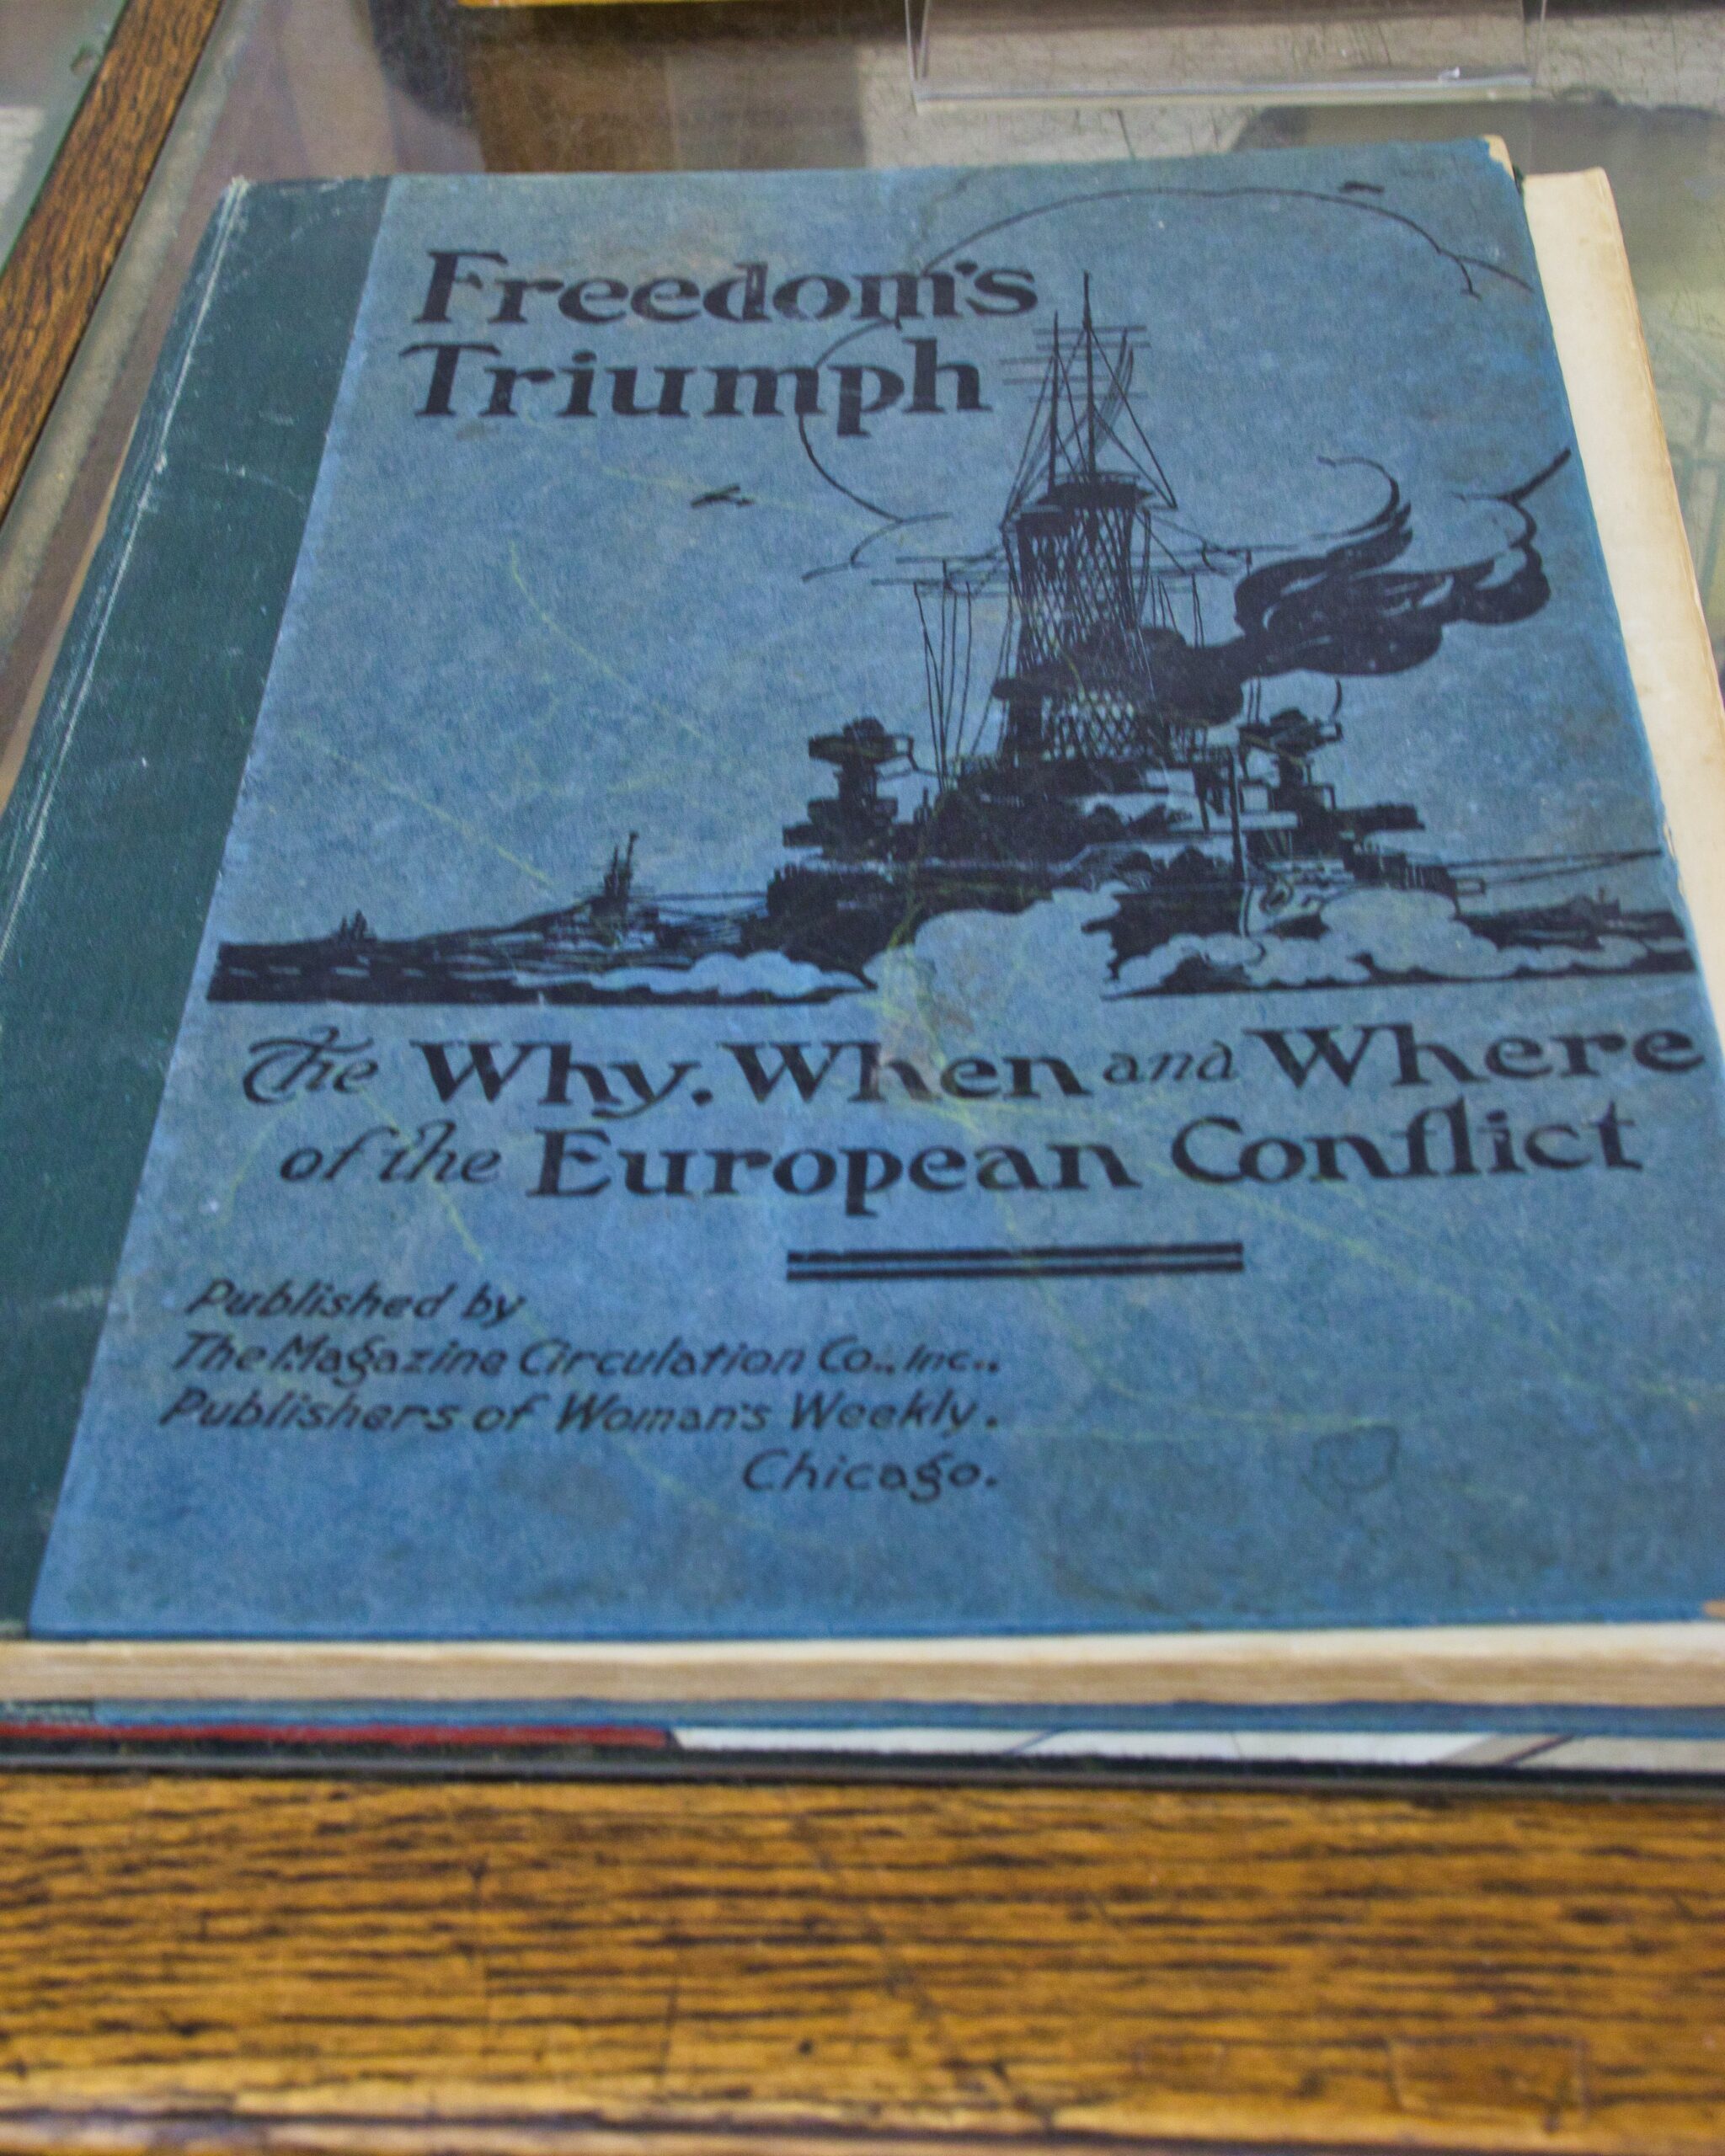 Freedom's
Triumph
The Why. When and Where
of the European Conflict
Published by
The Magazine Circulation Co., Inc.,
Publishers of Woman's Weekly.
Chicago.